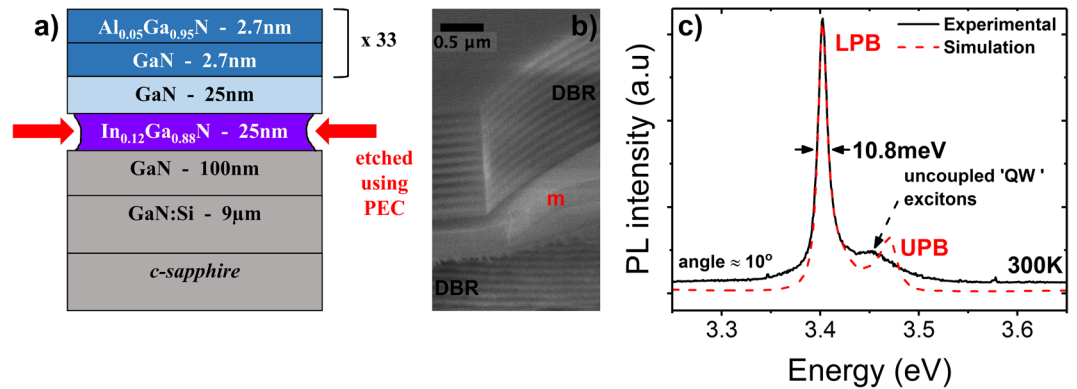 a)
Al₀.₀₅Ga₀.₉₅N - 2.7nm
GaN - 2.7nm
x 33
GaN - 25nm
In₀.₁₂Ga₀.₈₈N - 25nm
GaN - 100nm
GaN:Si - 9µm
c-sapphire
etched
using
PEC
b)
0.5 µm
DBR
m
DBR
c)
PL intensity (a.u)
Experimental
Simulation
LPB
10.8meV
uncoupled 'QW '
excitons
UPB
angle ≈ 10º
300K
3.3 3.4 3.5 3.6
Energy (eV)